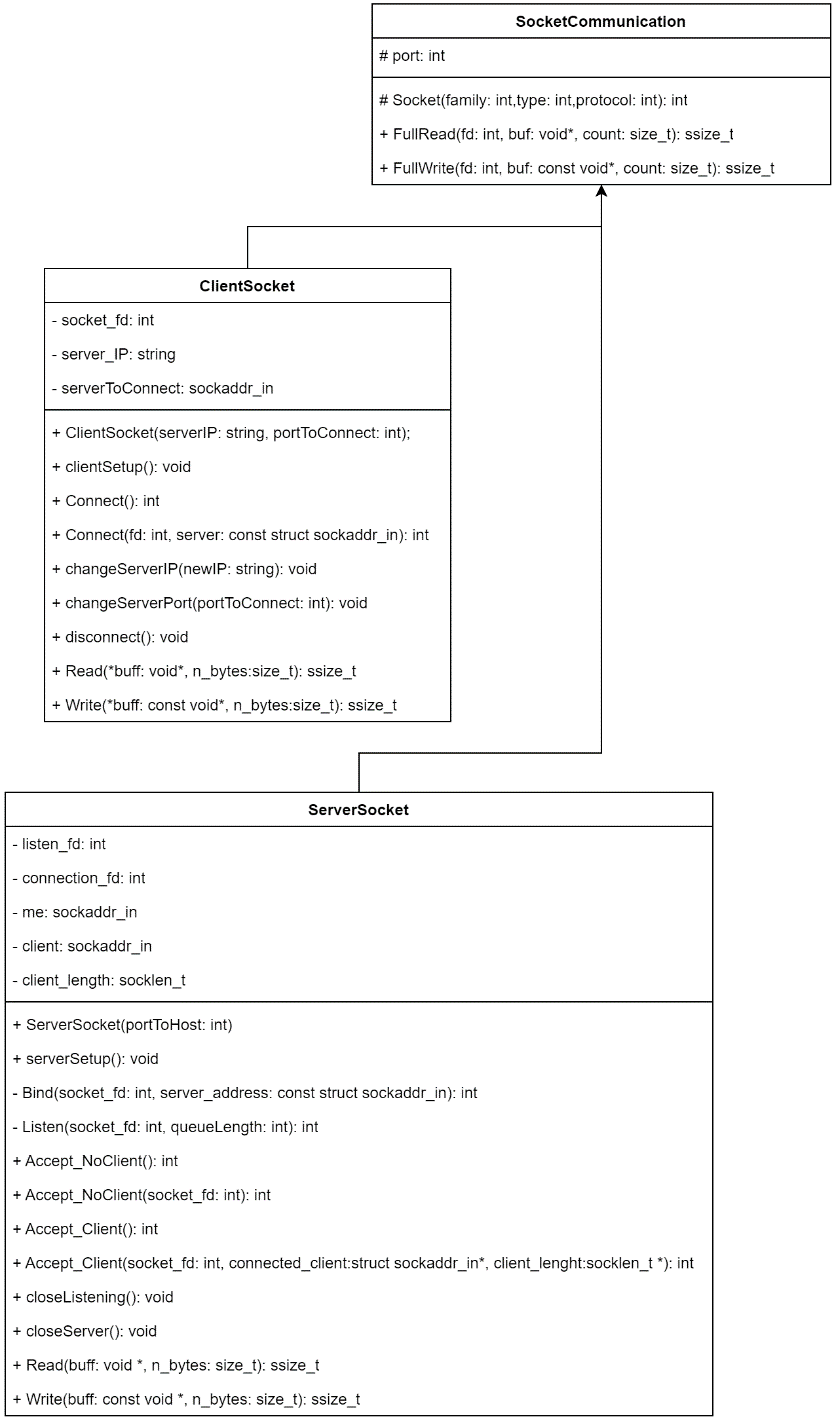 SocketCommunication
# port: int
# Socket(family: int,type: int,protocol: int): int
+ FullRead(fd: int, buf: void*, count: size_t): ssize_t
+ FullWrite(fd: int, buf: const void*, count: size_t): ssize_t
ClientSocket
- socket_fd: int
- server_IP: string
- serverToConnect: sockaddr_in
+ ClientSocket(serverIP: string, portToConnect: int);
+ clientSetup(): void
+ Connect(): int
+ Connect(fd: int, server: const struct sockaddr_in): int
+ changeServerIP(newIP: string): void
+ changeServerPort(portToConnect: int): void
+ disconnect(): void
+ Read(*buff: void*, n_bytes:size_t): ssize_t
+ Write(*buff: const void*, n_bytes:size_t): ssize_t
ServerSocket
- listen_fd: int
- connection_fd: int
- me: sockaddr_in
- client: sockaddr_in
- client_length: socklen_t
+ ServerSocket(portToHost: int)
+ serverSetup(): void
- Bind(socket_fd: int, server_address: const struct sockaddr_in): int
- Listen(socket_fd: int, queueLength: int): int
+ Accept_NoClient(): int
+ Accept_NoClient(socket_fd: int): int
+ Accept_Client(): int
+ Accept_Client(socket_fd: int, connected_client:struct sockaddr_in*, client_lenght:socklen_t *): int
+ closeListening(): void
+ closeServer(): void
+ Read(buff: void *, n_bytes: size_t): ssize_t
+ Write(buff: const void *, n_bytes: size_t): ssize_t